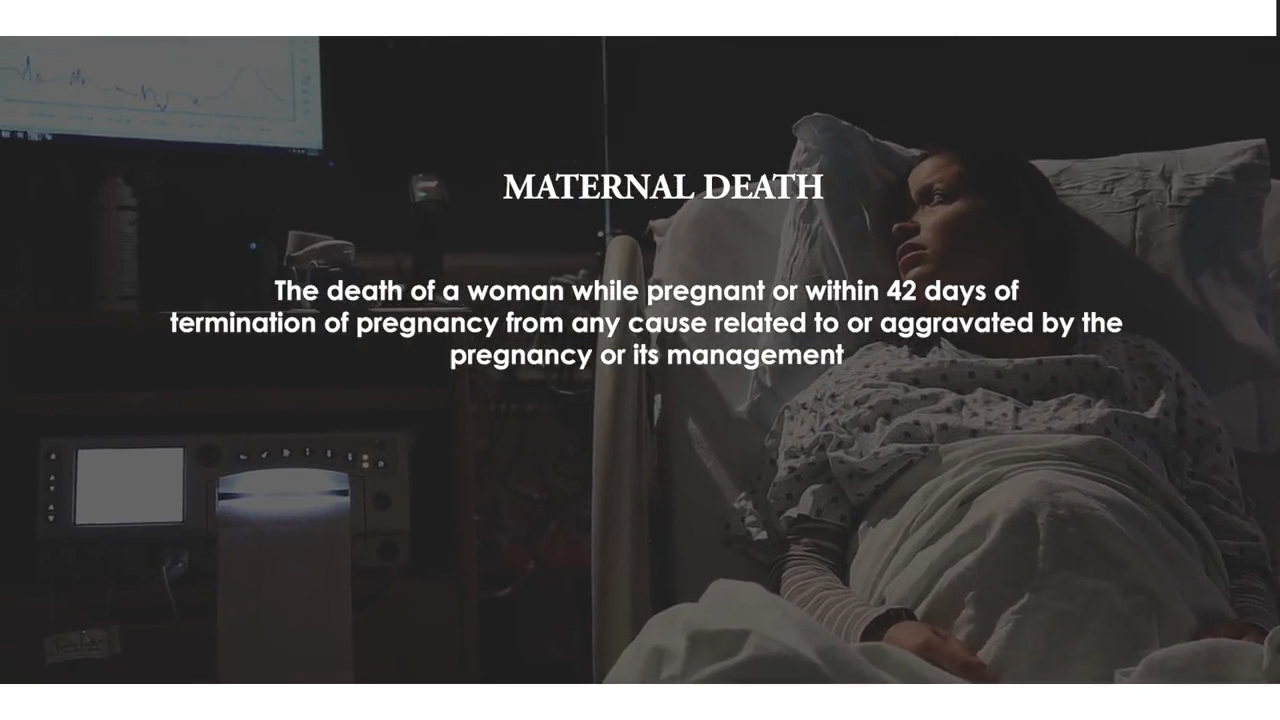 MATERNAL DEATH
The death of a woman while pregnant or within 42 days of
termination of pregnancy from any cause related to or aggravated by the
pregnancy or its management